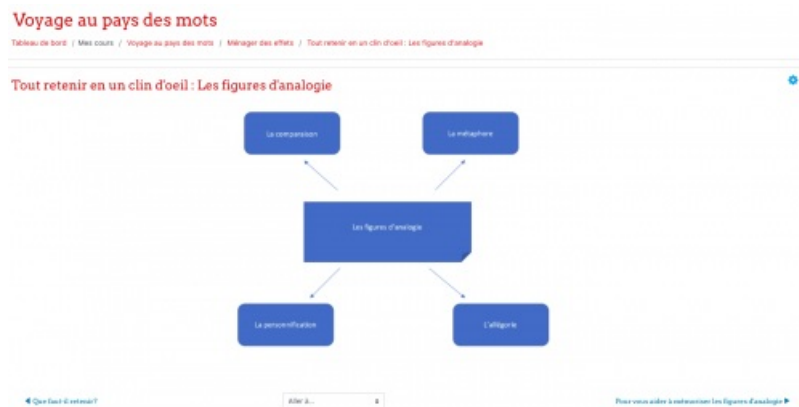 Voyage au pays des mots
Tableau de bord / Mes cours / Voyage au pays des mots / Ménager des effets / Tout retenir en un clin d'oeil : Les figures d'analogie
Tout retenir en un clin d'oeil : Les figures d'analogie
La comparaison
La métaphore
Les figures d'analogie
La personnification
L'allégorie
◀ Que faut-il retenir?
Aller à...
Pour vous aider à mémoriser les figures d'analogie ▶